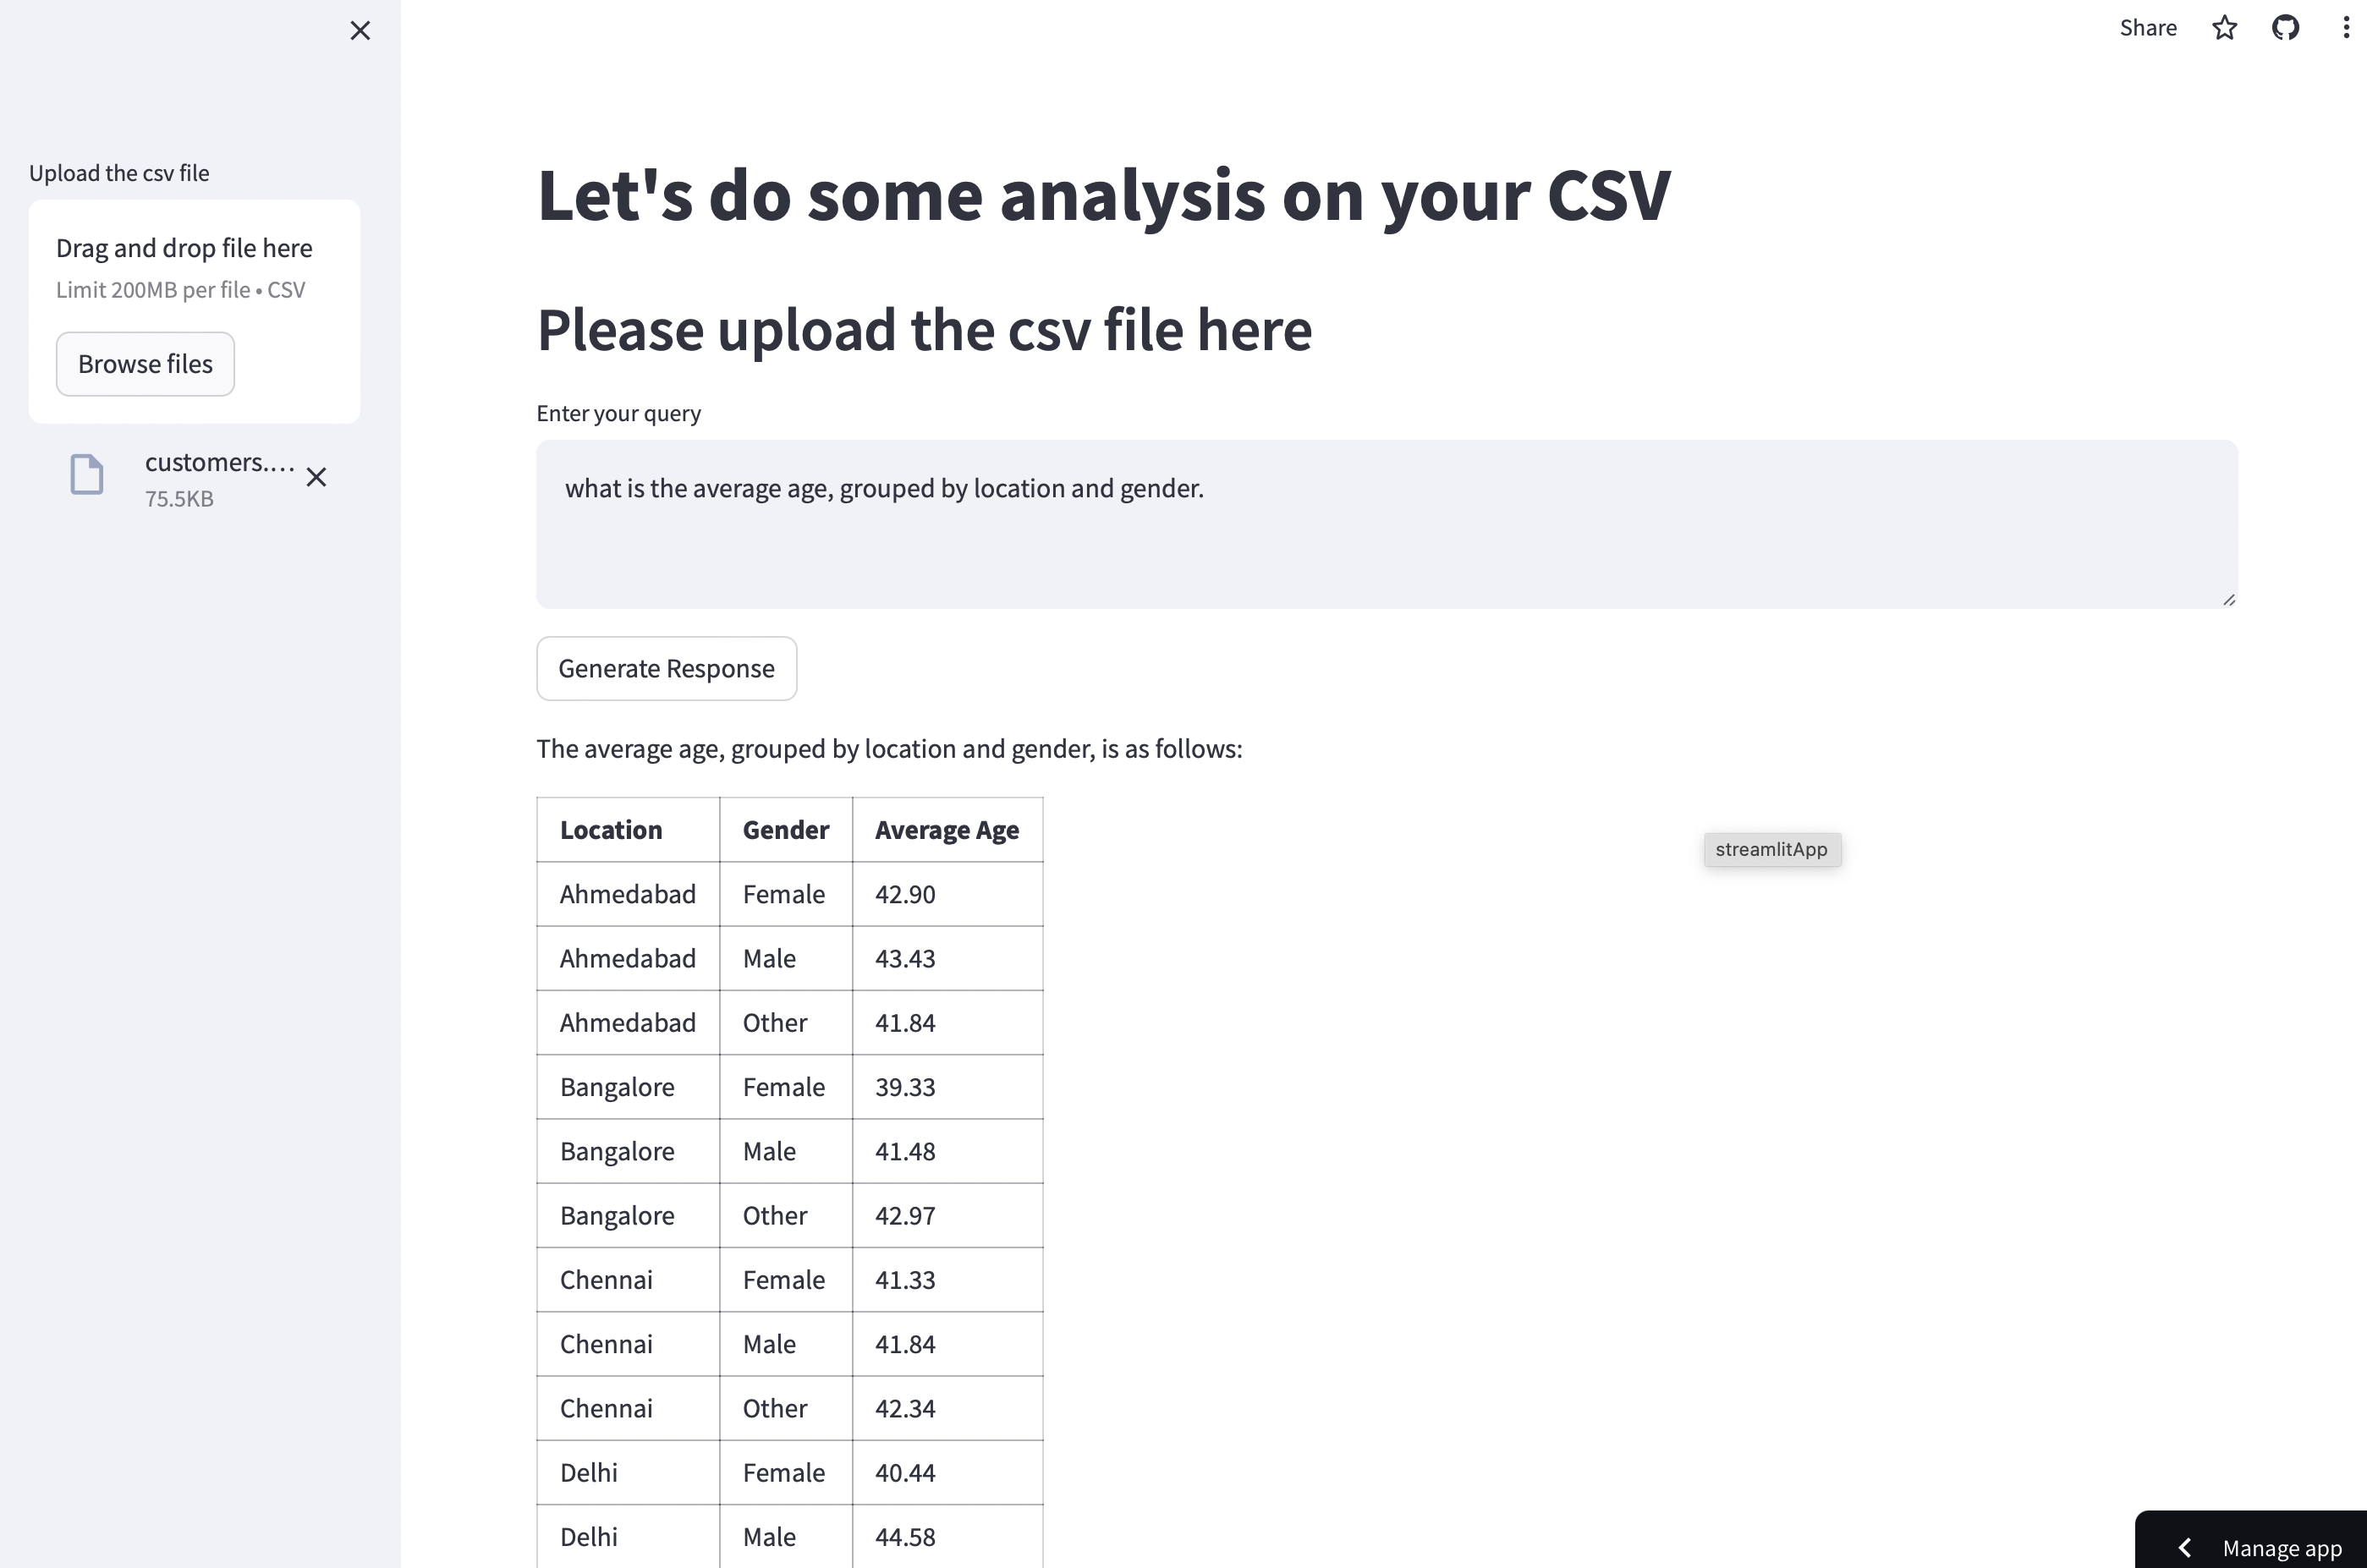 Share
Upload the csv file
Drag and drop file here
Limit 200MB per file • CSV
Browse files
customers....
75.5KB
Let's do some analysis on your CSV
Please upload the csv file here
Enter your query
what is the average age, grouped by location and gender.
Generate Response
The average age, grouped by location and gender, is as follows:
Location Gender Average Age
Ahmedabad Female 42.90
Ahmedabad Male 43.43
Ahmedabad Other 41.84
Bangalore Female 39.33
Bangalore Male 41.48
Bangalore Other 42.97
Chennai Female 41.33
Chennai Male 41.84
Chennai Other 42.34
Delhi Female 40.44
Delhi Male 44.58
streamlitApp
Manage app